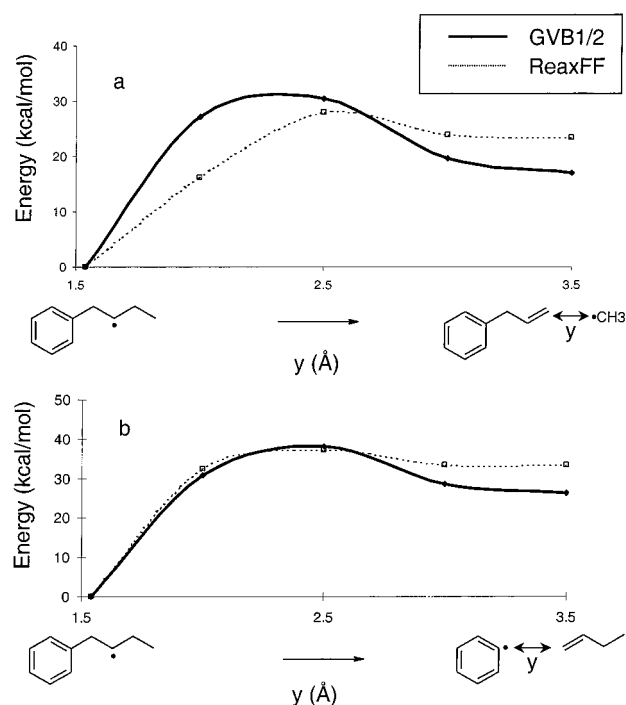 GVB1/2
ReaxFF
a
Energy (kcal/mol)
40
30
20
10
0
1.5
2.5
3.5
y
•CH3
y (Å)
b
Energy (kcal/mol)
50
40
30
20
10
0
1.5
2.5
3.5
y
y (Å)